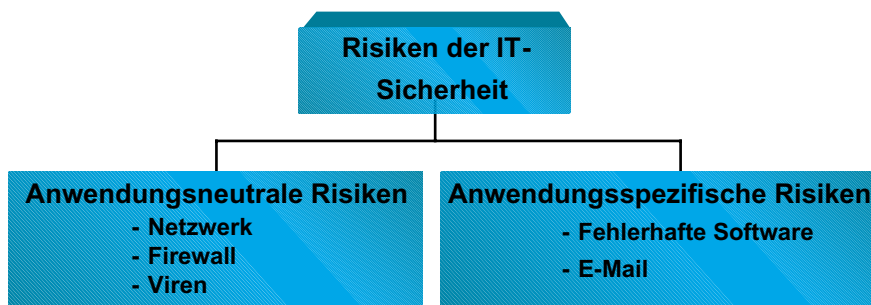 Risiken der IT-
Sicherheit
Anwendungsneutrale Risiken
- Netzwerk
- Firewall
- Viren
Anwendungsspezifische Risiken
- Fehlerhafte Software
- E-Mail